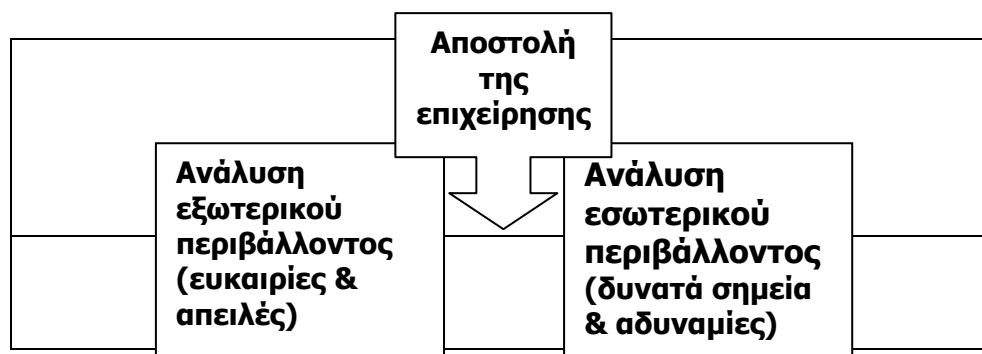 Αποστολή
της
επιχείρησης
Ανάλυση
εξωτερικού
περιβάλλοντος
(ευκαιρίες &
απειλές)
Ανάλυση
εσωτερικού
περιβάλλοντος
(δυνατά σημεία
& αδυναμίες)